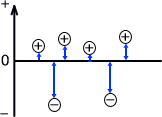 +
+ + + +
0
− −
−